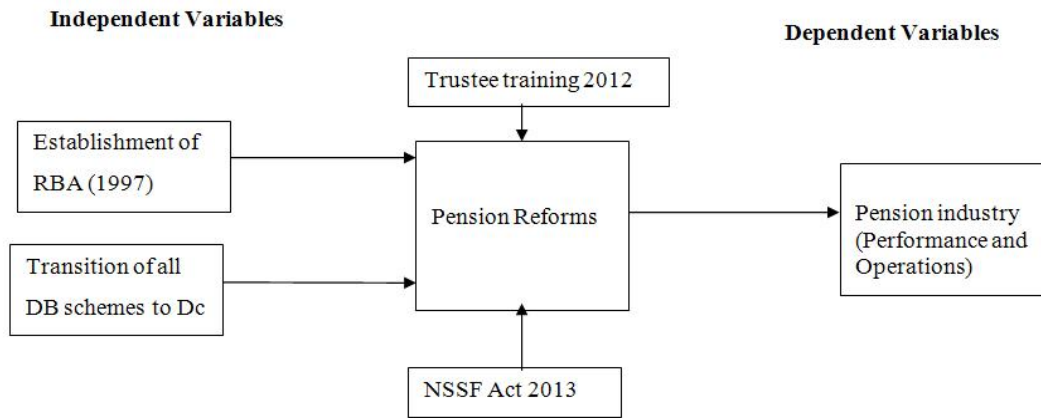 Independent Variables
Dependent Variables
Trustee training 2012
Establishment of
RBA (1997)
Pension Reforms
Pension industry
(Performance and
Operations)
Transition of all
DB schemes to Dc
NSSF Act 2013